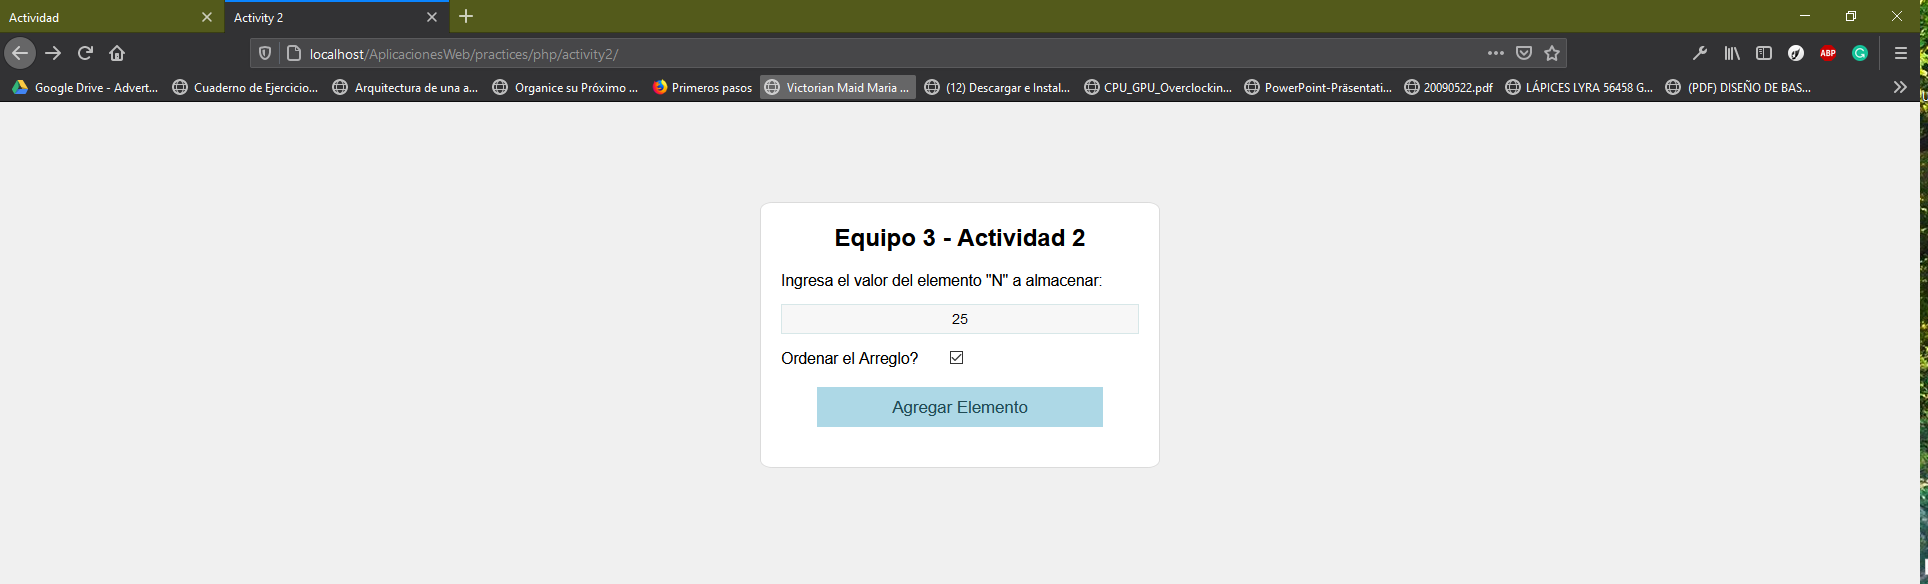 Actividad
Activity 2
localhost/AplicacionesWeb/practices/php/activity2/
ABP
G
Google Drive - Advert...
Cuaderno de Ejercicio...
Arquitectura de una a...
Organice su Próximo ...
Primeros pasos
Victorian Maid Maria ...
(12) Descargar e Instal...
CPU_GPU_Overclockin...
PowerPoint-Präsentati...
20090522.pdf
LÁPICES LYRA 56458 G...
(PDF) DISEÑO DE BAS...
Equipo 3 - Actividad 2
Ingresa el valor del elemento "N" a almacenar:
25
Ordenar el Arreglo?
Agregar Elemento